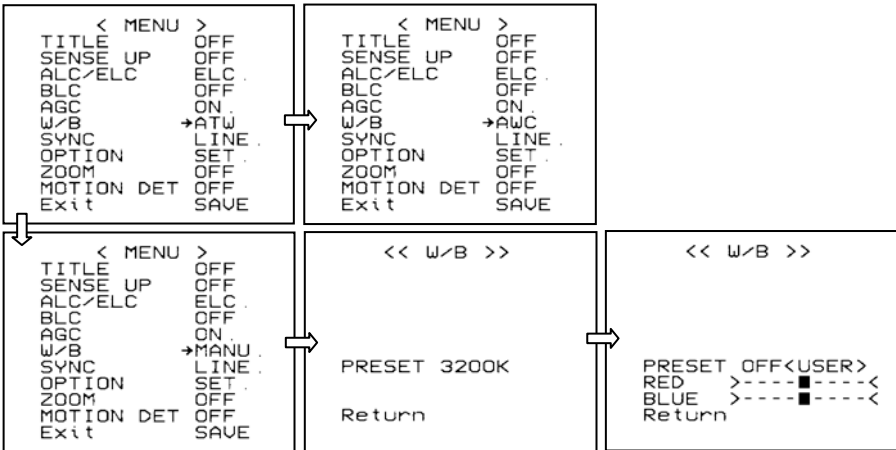 < MENU >
TITLE OFF
SENSE UP OFF
ALC/ELC ELC.
BLC OFF
AGC ON.
W/B →ATW
SYNC LINE.
OPTION SET.
ZOOM OFF
MOTION DET OFF
Exit SAVE
< MENU >
TITLE OFF
SENSE UP OFF
ALC/ELC ELC.
BLC OFF
AGC ON.
W/B →AWC
SYNC LINE.
OPTION SET.
ZOOM OFF
MOTION DET OFF
Exit SAVE
< MENU >
TITLE OFF
SENSE UP OFF
ALC/ELC ELC.
BLC OFF
AGC ON.
W/B →MANU.
SYNC LINE.
OPTION SET.
ZOOM OFF
MOTION DET OFF
Exit SAVE
<< W/B >>
PRESET 3200K
Return
<< W/B >>
PRESET OFF<USER>
RED >----■----<
BLUE >----■----<
Return